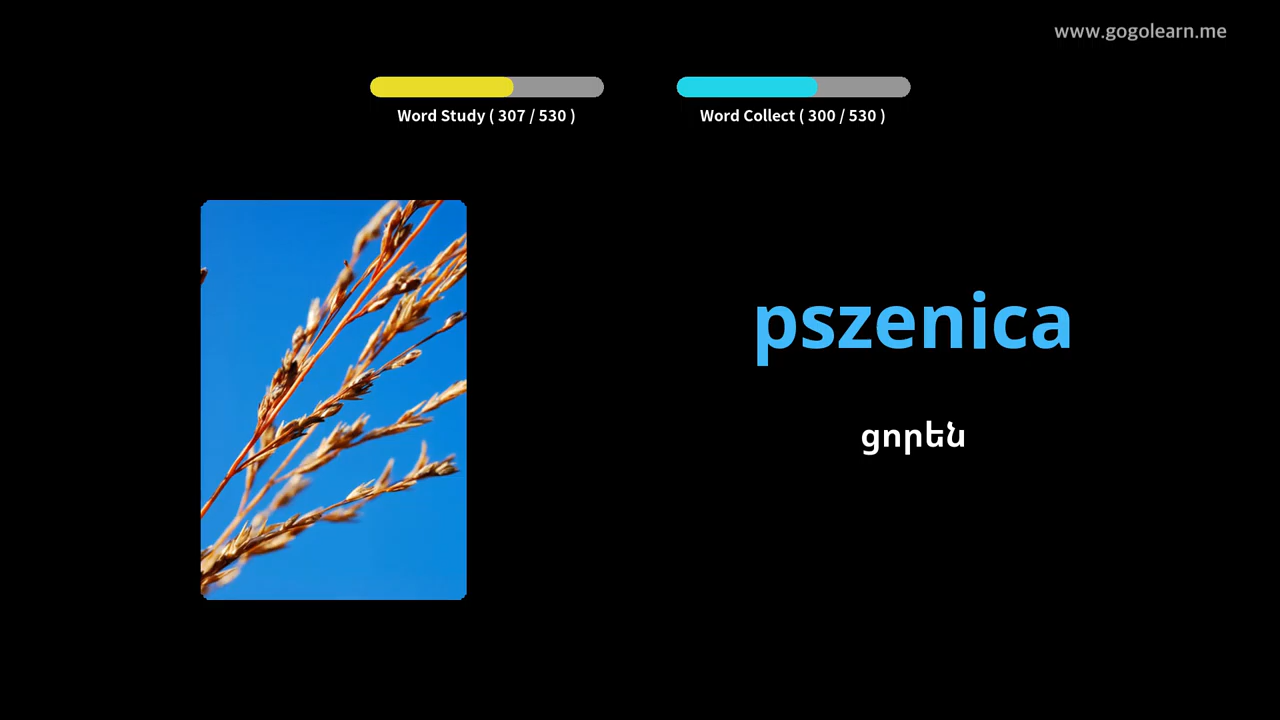 www.gogolearn.me
Word Study ( 307 / 530 )
Word Collect ( 300 / 530 )
pszenica
ցորեն